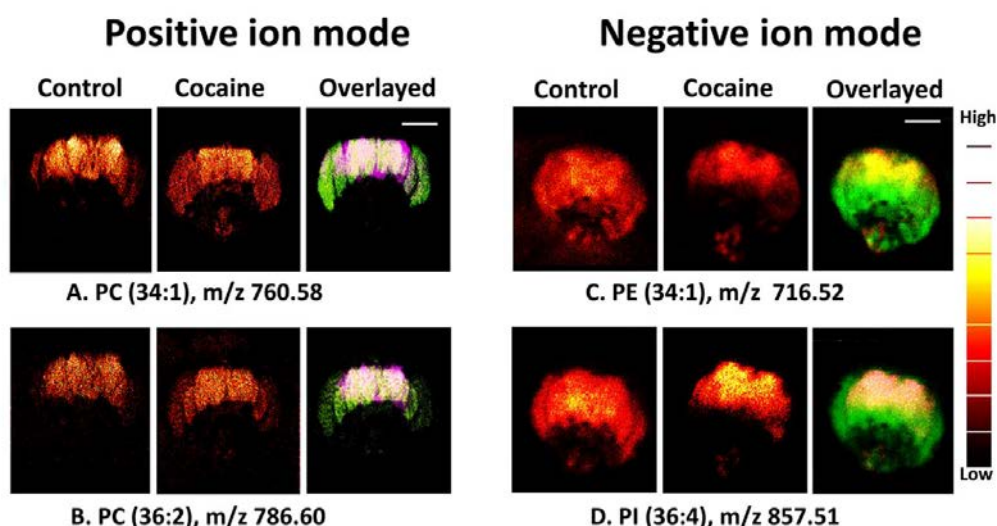 Positive ion mode
Negative ion mode
Control Cocaine Overlayed
Control Cocaine Overlayed
High
A. PC (34:1), m/z 760.58
C. PE (34:1), m/z 716.52
Low
B. PC (36:2), m/z 786.60
D. PI (36:4), m/z 857.51